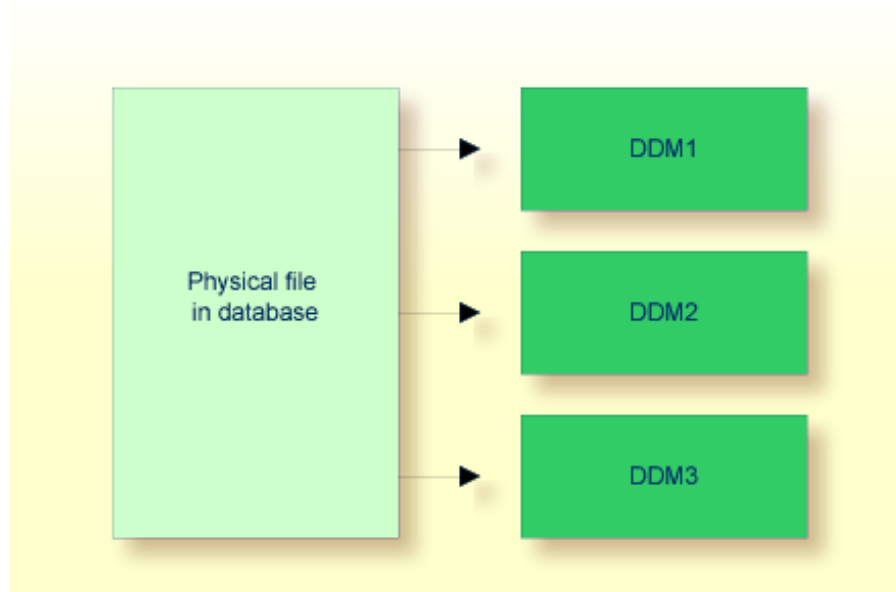 Physical file
in database
DDM1
DDM2
DDM3